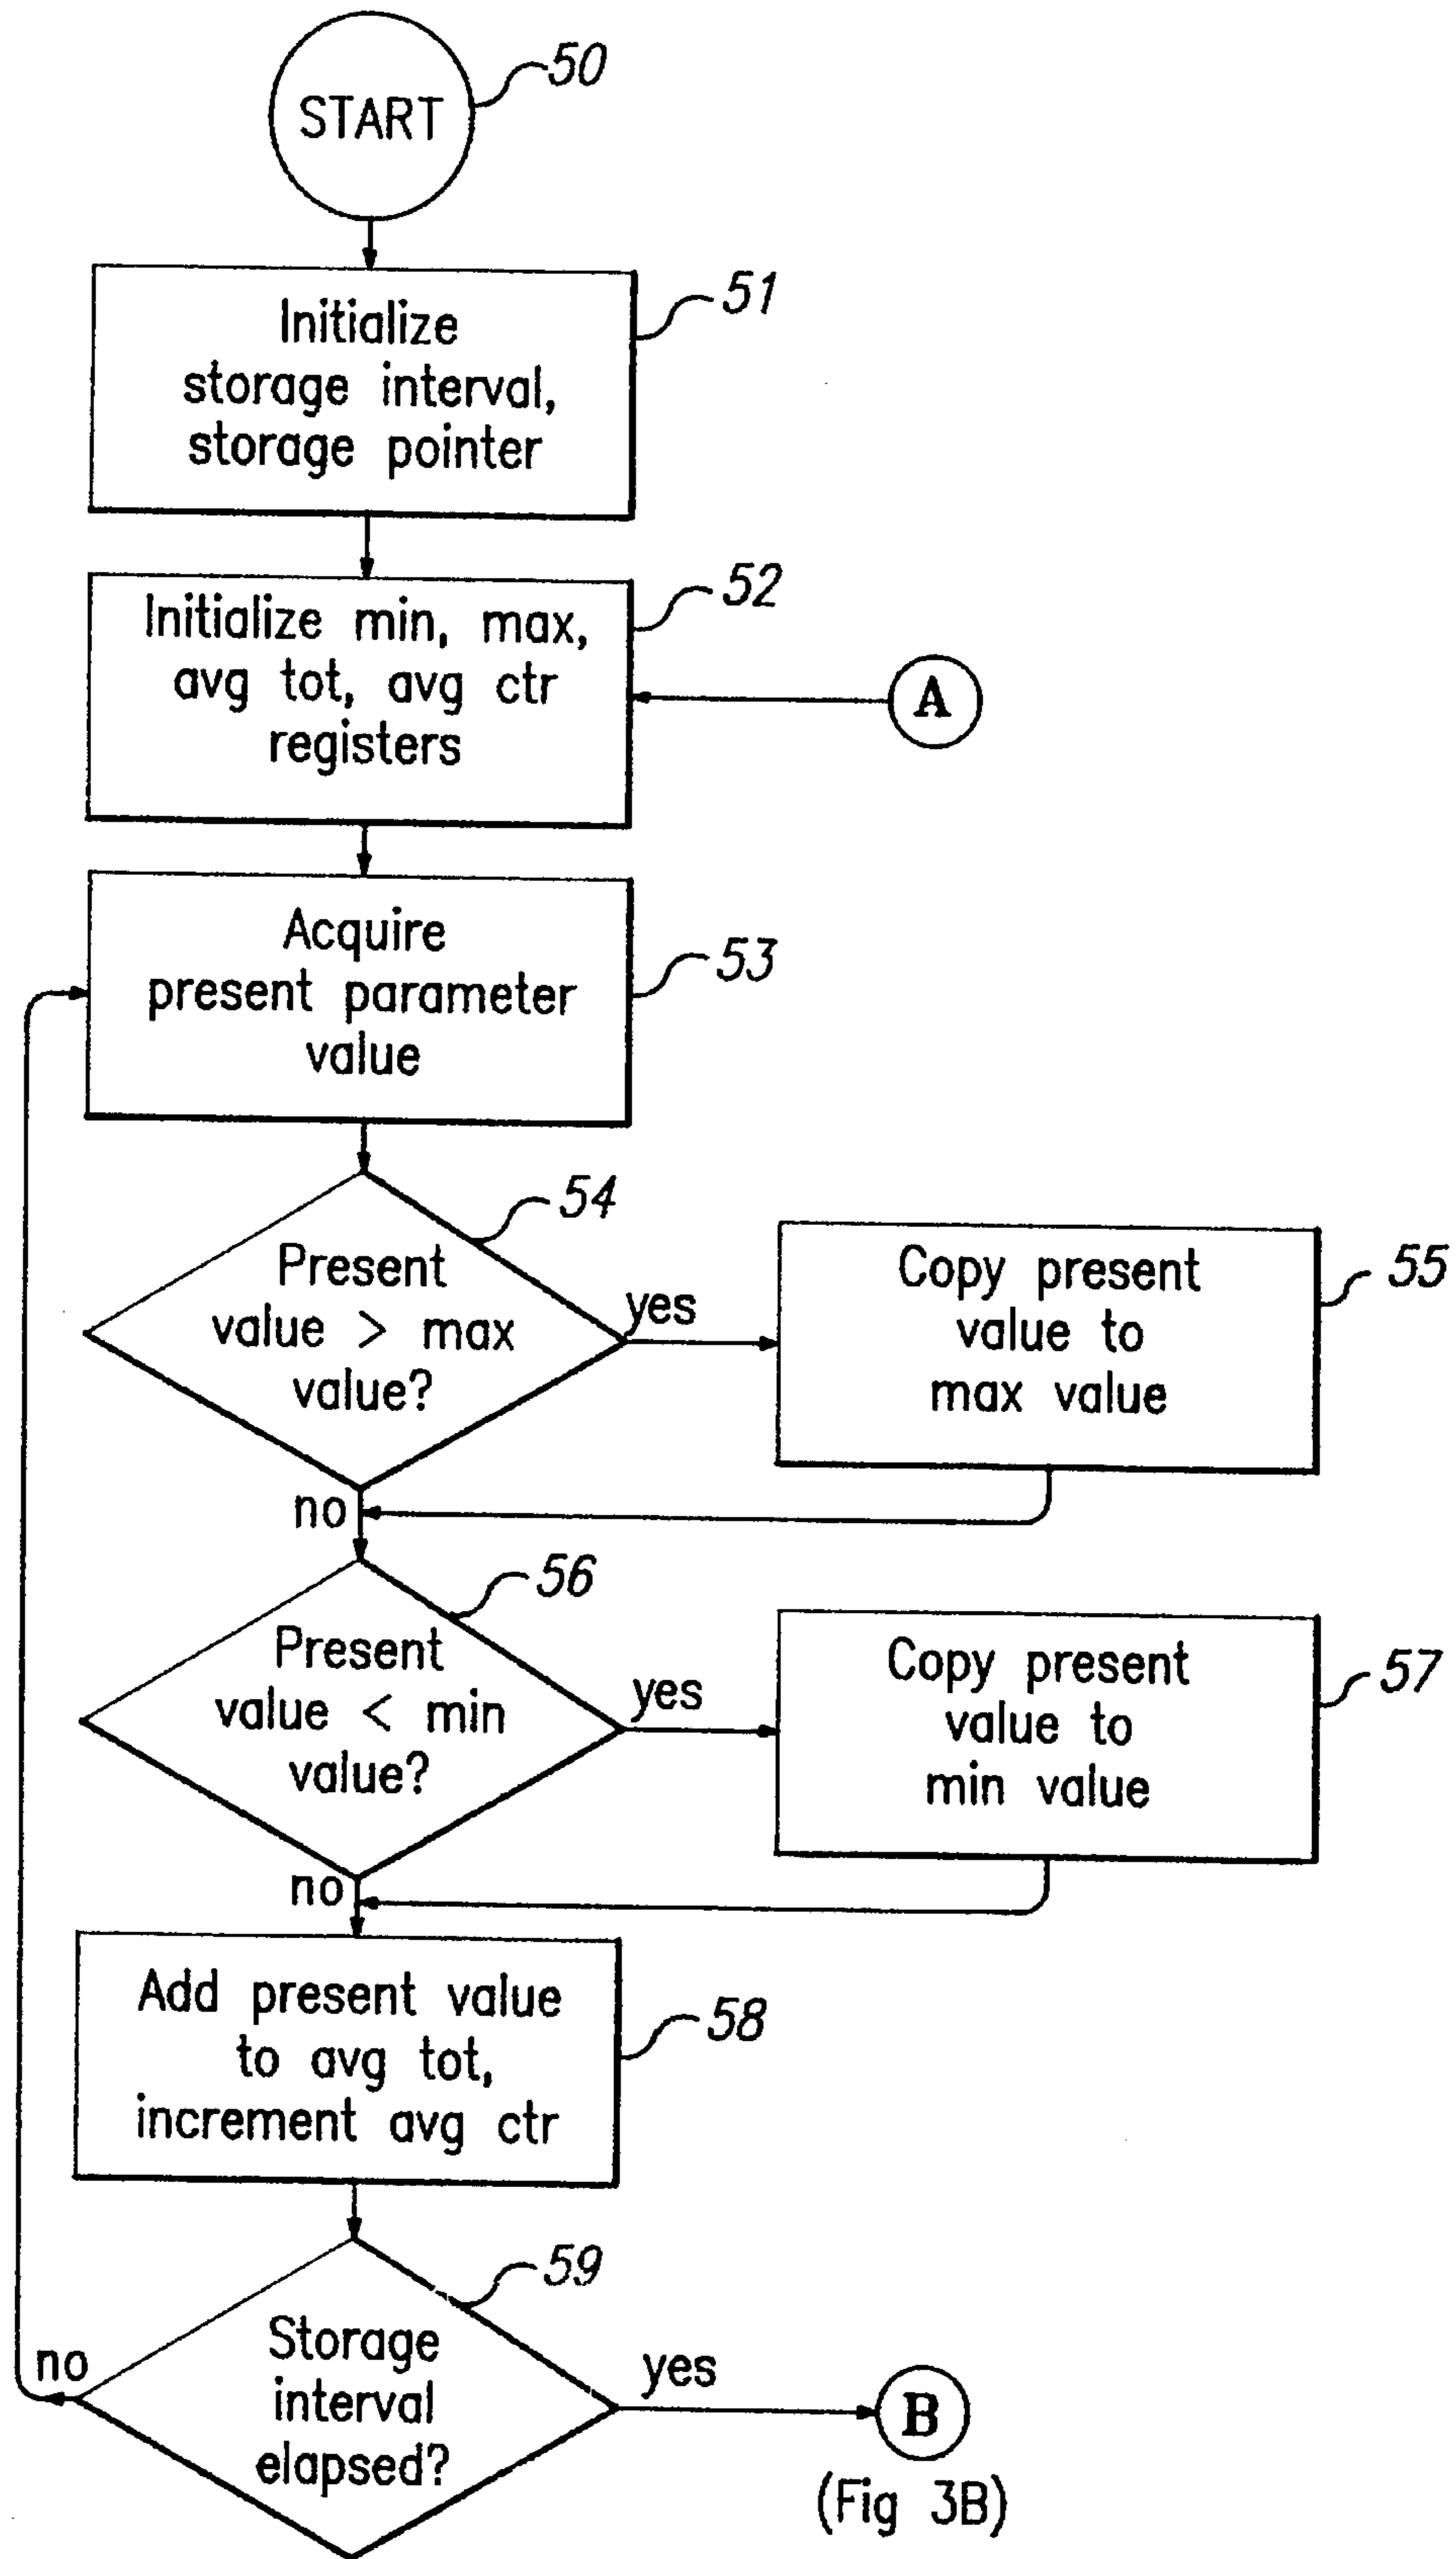 50
START
51
Initialize
storage interval,
storage pointer
52
Initialize min, max,
avg tot, avg ctr
registers
A
53
Acquire
present parameter
value
54
Present
value > max
value?
yes
no
55
Copy present
value to
max value
56
Present
value < min
value?
yes
no
57
Copy present
value to
min value
58
Add present value
to avg tot,
increment avg ctr
59
Storage
interval
elapsed?
no
yes
B
(Fig 3B)